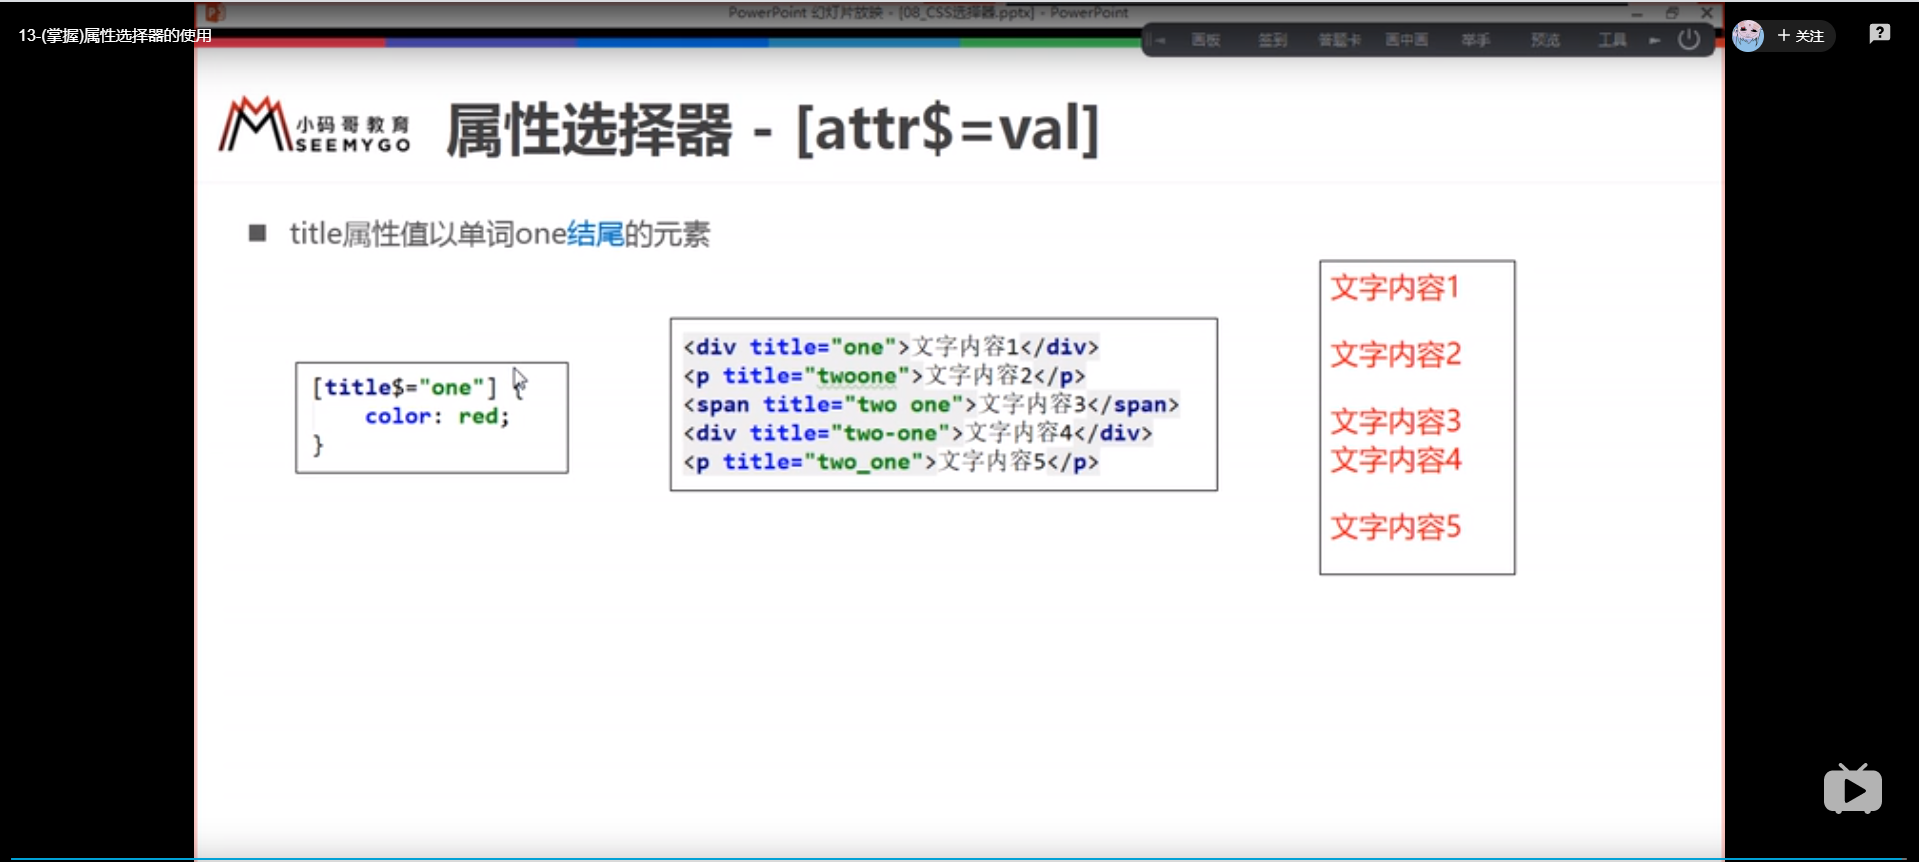 PowerPoint 幻灯片放映 - [08_CSS选择器.pptx] - PowerPoint
13-(掌握)属性选择器的使用
画板 签到 答题卡 画中画 举手 预览 工具
+ 关注
小码哥教育
SEEMYGO
属性选择器 - [attr$=val]
■ title属性值以单词one结尾的元素
[title$="one"] {
color: red;
}
<div title="one">文字内容1</div>
<p title="twoone">文字内容2</p>
<span title="two one">文字内容3</span>
<div title="two-one">文字内容4</div>
<p title="two_one">文字内容5</p>
文字内容1
文字内容2
文字内容3
文字内容4
文字内容5